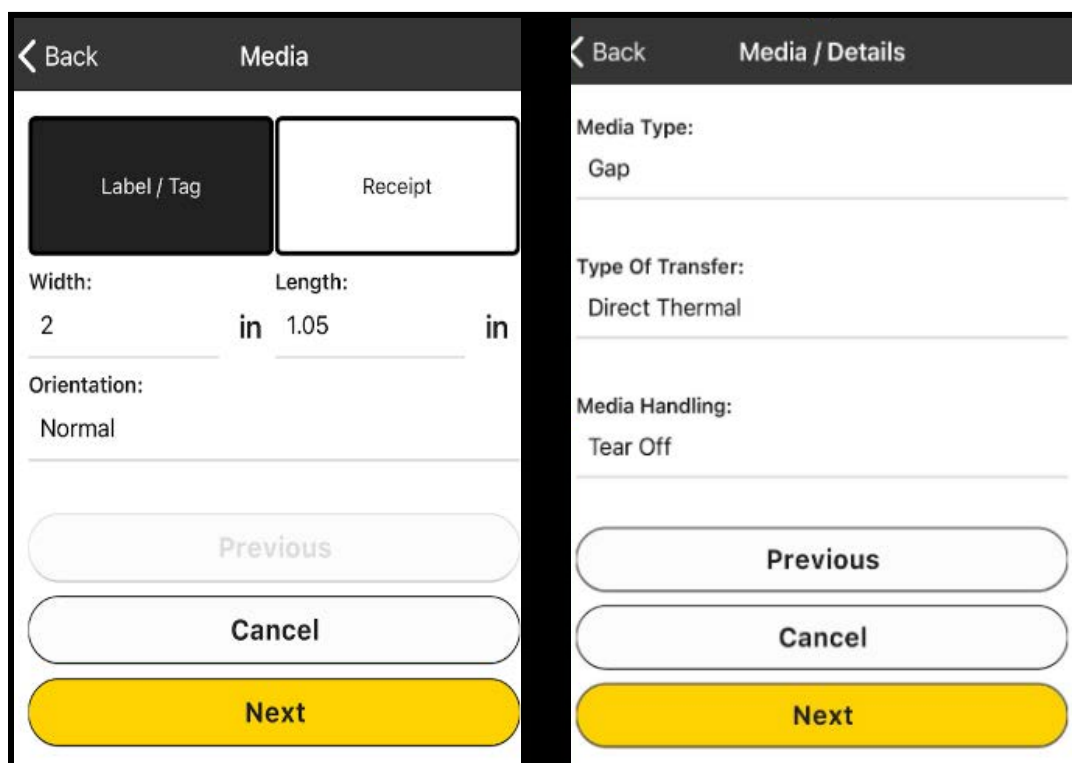 Back Media
Label / Tag Receipt
Width: Length:
2 in 1.05 in
Orientation:
Normal
Previous
Cancel
Next
Back Media / Details
Media Type:
Gap
Type Of Transfer:
Direct Thermal
Media Handling:
Tear Off
Previous
Cancel
Next